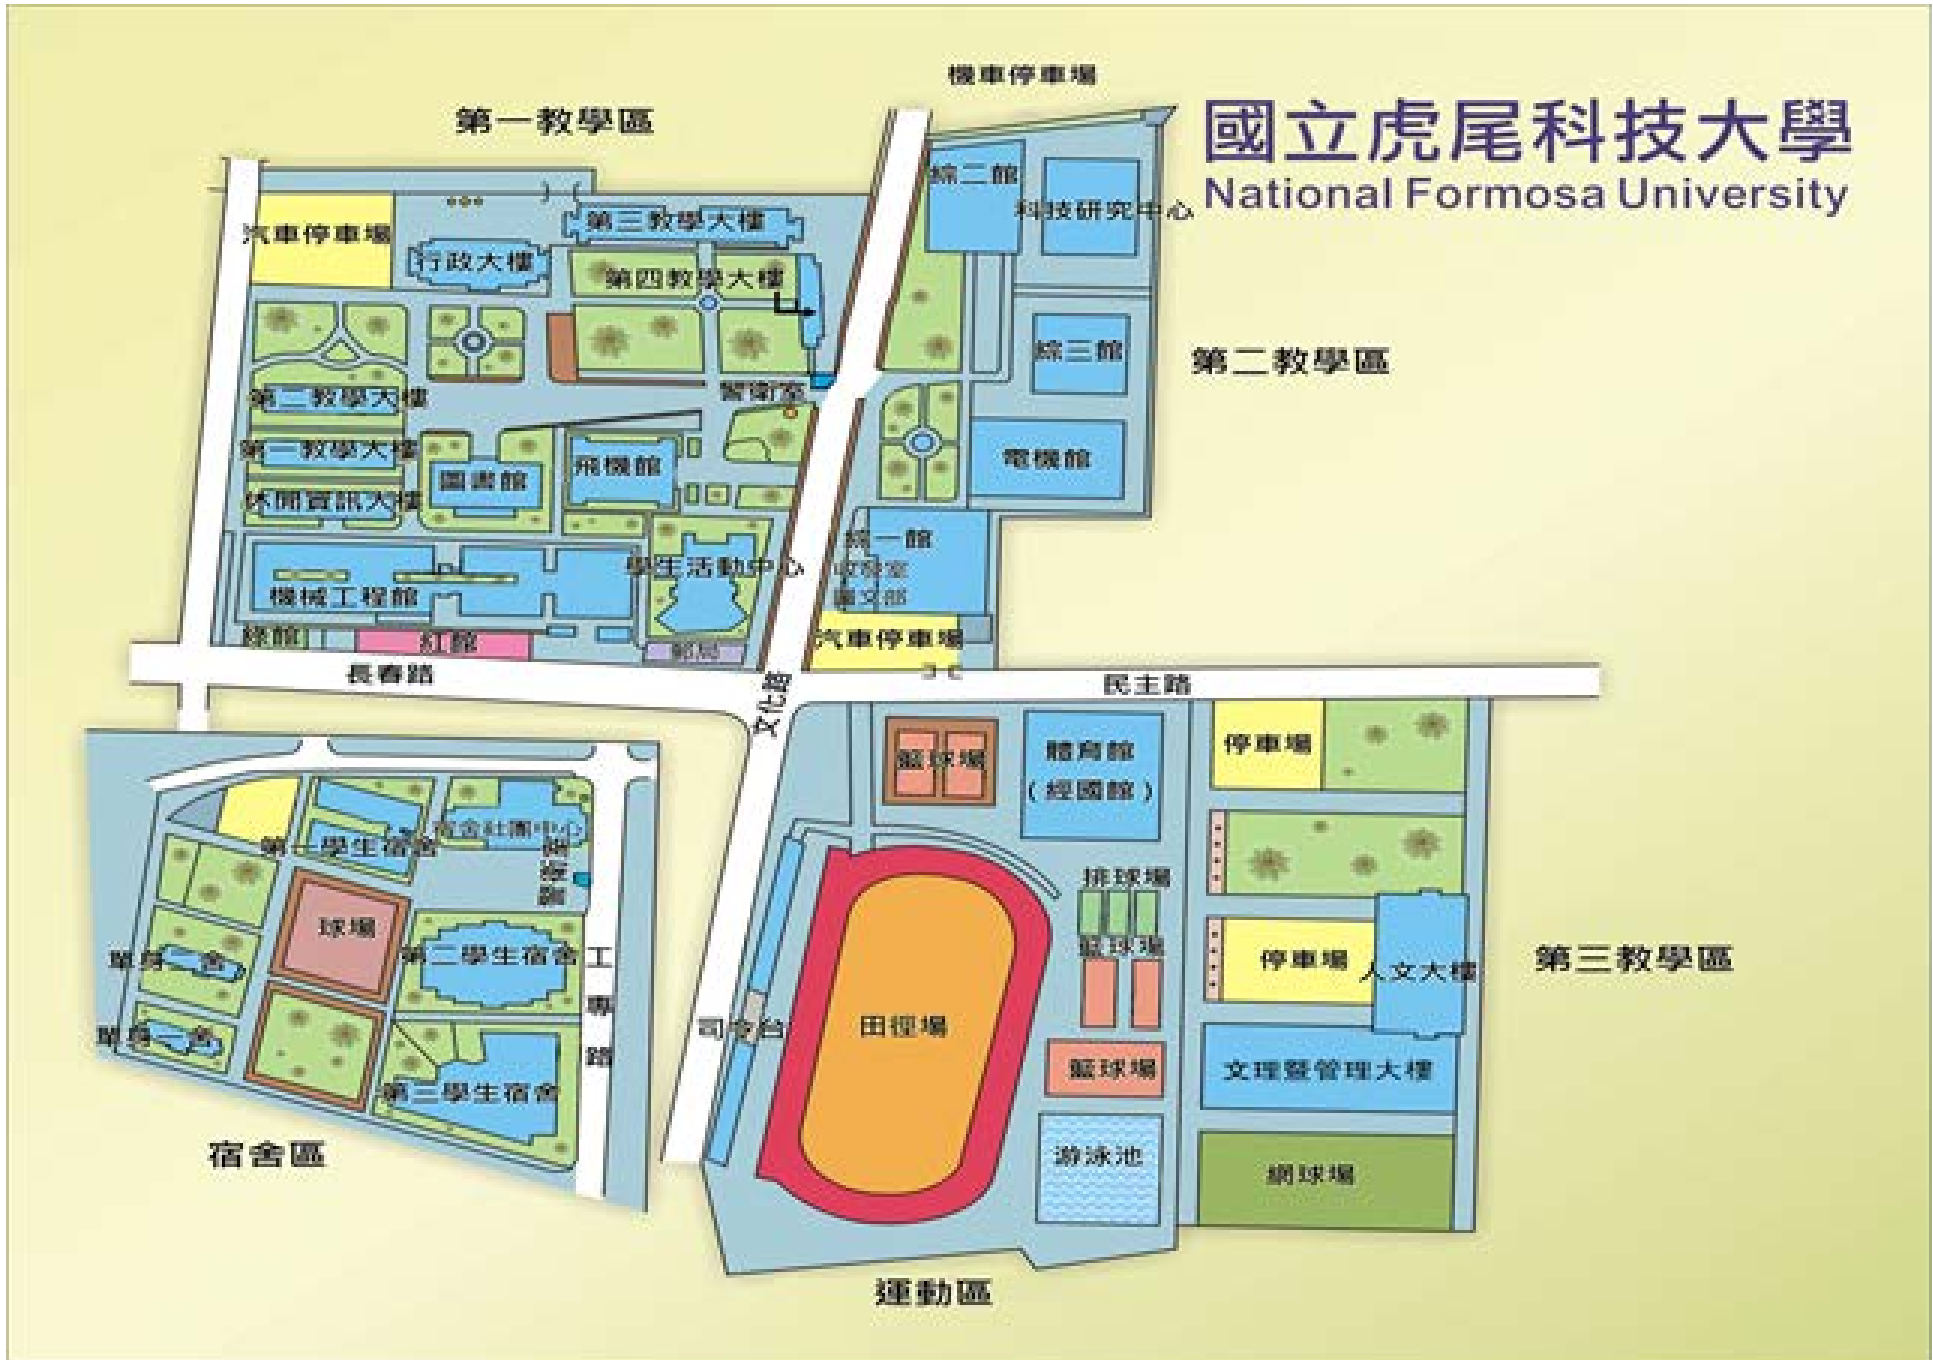 機車停車場
國立虎尾科技大學
National Formosa University
第一教學區
綜二館
科技研究中心
汽車停車場
第三教學大樓
行政大樓
第四教學大樓
綜三館
第二教學區
第二教學大樓
警衛室
第一教學大樓
圖書館
飛機館
電機館
休閒資訊大樓
綜一館
收發室
圖文部
學生活動中心
機械工程館
綠館
紅館
郵局
汽車停車場
長春路
文化路
民主路
籃球場
體育館
(經國館)
停車場
宿舍社團中心
第一學生宿舍
警衛室
排球場
球場
籃球場
單身 舍
第二學生宿舍
工專路
停車場
人文大樓
第三教學區
單身 舍
司令台
田徑場
籃球場
文理暨管理大樓
第三學生宿舍
宿舍區
游泳池
網球場
運動區